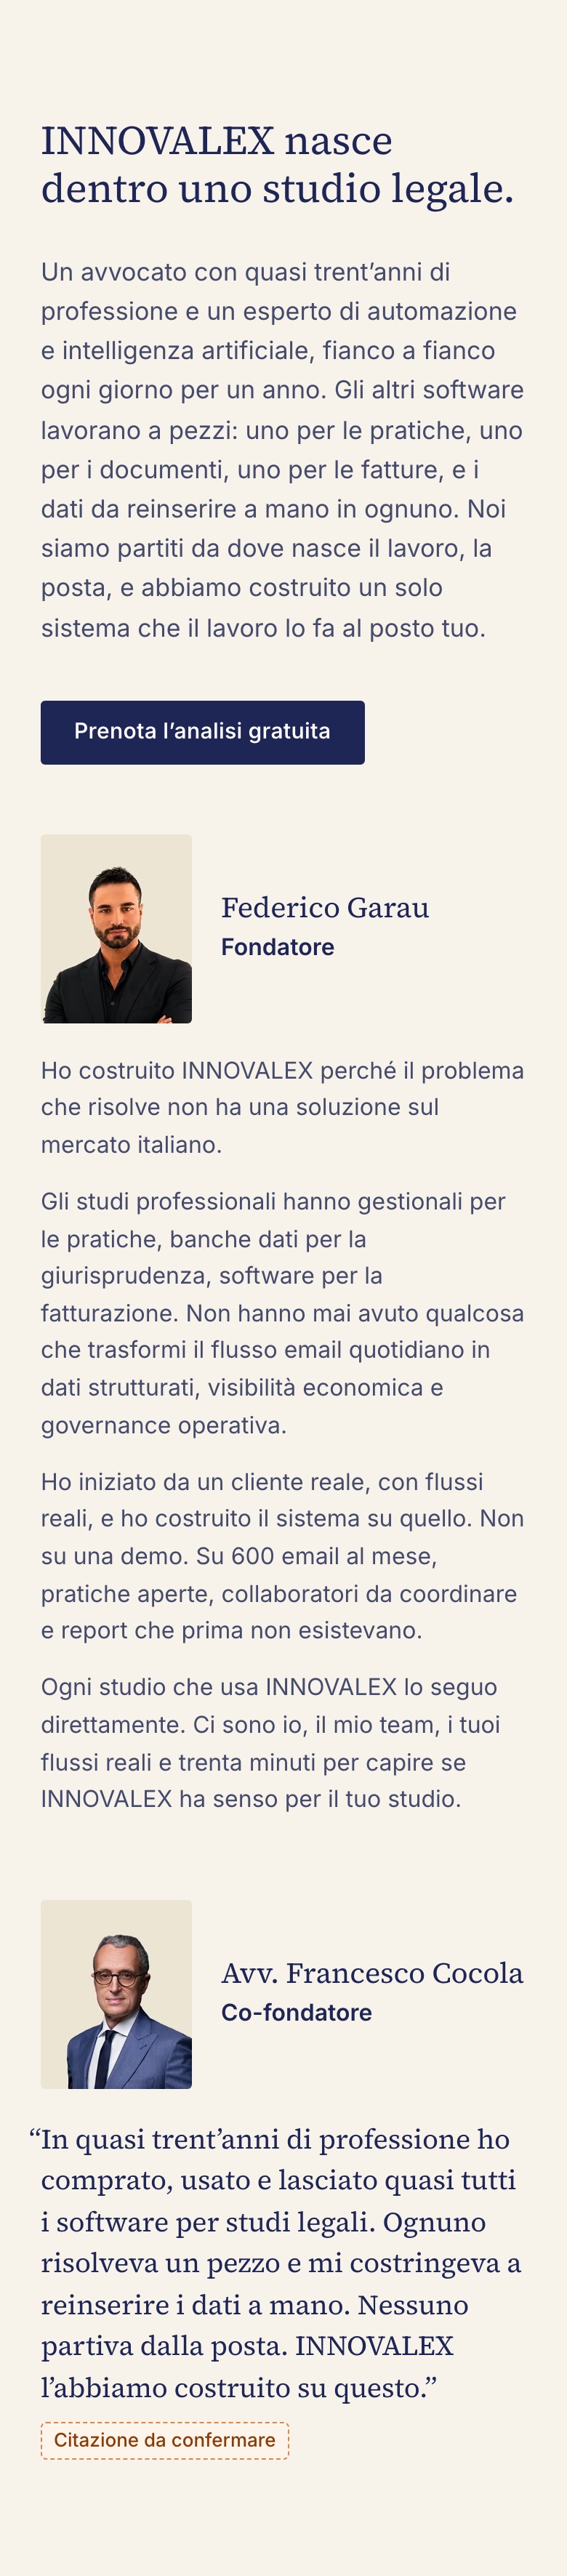 INNOVALEX nasce
dentro uno studio legale.
Un avvocato con quasi trent’anni di
professione e un esperto di automazione
e intelligenza artificiale, fianco a fianco
ogni giorno per un anno. Gli altri software
lavorano a pezzi: uno per le pratiche, uno
per i documenti, uno per le fatture, e i
dati da reinserire a mano in ognuno. Noi
siamo partiti da dove nasce il lavoro, la
posta, e abbiamo costruito un solo
sistema che il lavoro lo fa al posto tuo.
Prenota l’analisi gratuita
Federico Garau
Fondatore
Ho costruito INNOVALEX perché il problema
che risolve non ha una soluzione sul
mercato italiano.
Gli studi professionali hanno gestionali per
le pratiche, banche dati per la
giurisprudenza, software per la
fatturazione. Non hanno mai avuto qualcosa
che trasformi il flusso email quotidiano in
dati strutturati, visibilità economica e
governance operativa.
Ho iniziato da un cliente reale, con flussi
reali, e ho costruito il sistema su quello. Non
su una demo. Su 600 email al mese,
pratiche aperte, collaboratori da coordinare
e report che prima non esistevano.
Ogni studio che usa INNOVALEX lo seguo
direttamente. Ci sono io, il mio team, i tuoi
flussi reali e trenta minuti per capire se
INNOVALEX ha senso per il tuo studio.
Avv. Francesco Cocola
Co-fondatore
“In quasi trent’anni di professione ho
comprato, usato e lasciato quasi tutti
i software per studi legali. Ognuno
risolveva un pezzo e mi costringeva a
reinserire i dati a mano. Nessuno
partiva dalla posta. INNOVALEX
l’abbiamo costruito su questo.”
Citazione da confermare